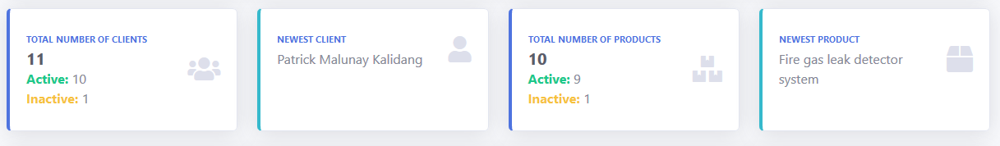 TOTAL NUMBER OF CLIENTS
11
Active: 10
Inactive: 1
NEWEST CLIENT
Patrick Malunay Kalidang
TOTAL NUMBER OF PRODUCTS
10
Active: 9
Inactive: 1
NEWEST PRODUCT
Fire gas leak detector
system